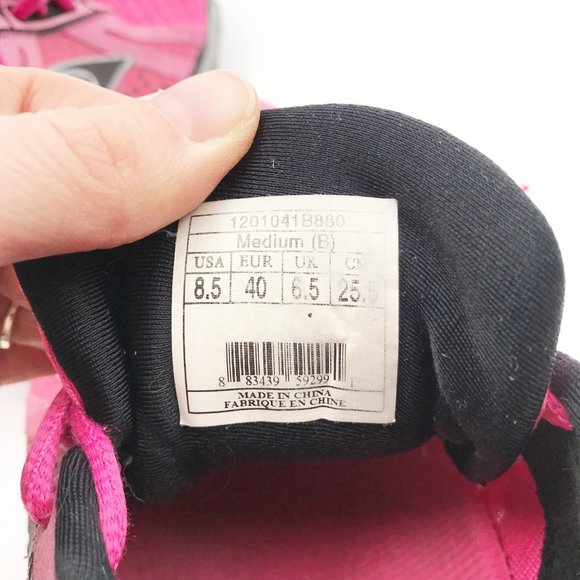 1201041B880
Medium (B)
USA EUR UK CM
8.5 40 6.5 25.5
8 83439 59299 1
MADE IN CHINA
FABRIQUE EN CHINE